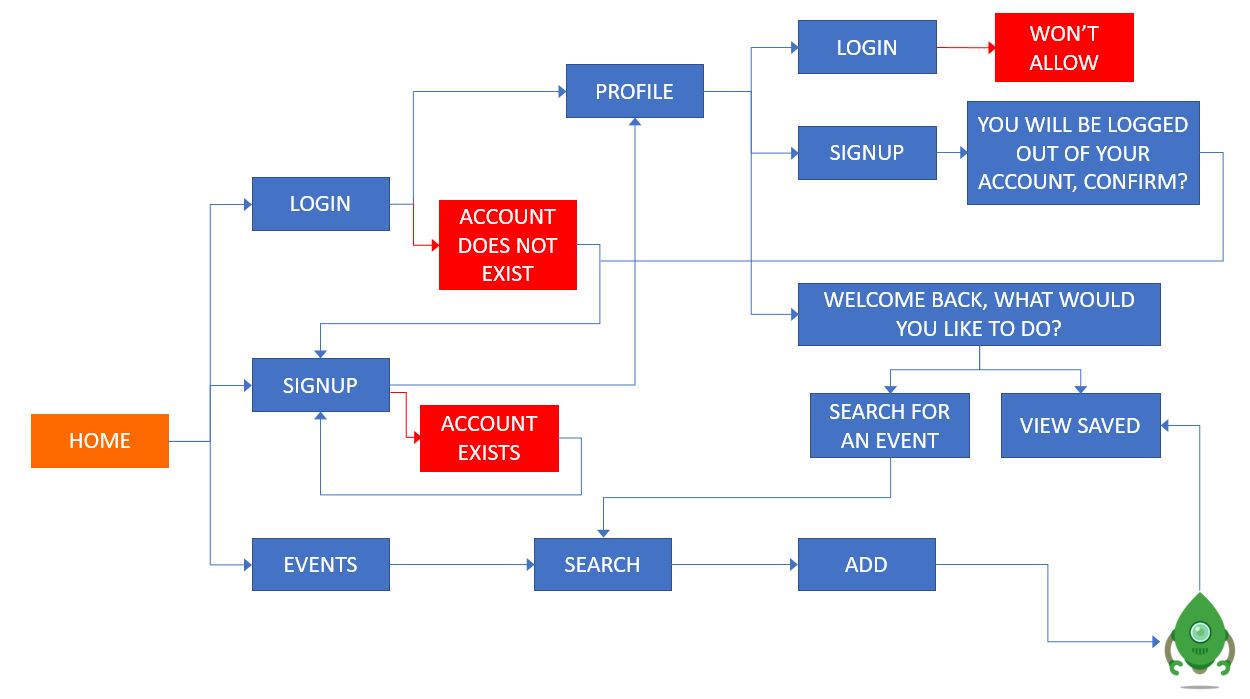 LOGIN
WON'T
ALLOW
PROFILE
SIGNUP
YOU WILL BE LOGGED
OUT OF YOUR
ACCOUNT, CONFIRM?
LOGIN
ACCOUNT
DOES NOT
EXIST
WELCOME BACK, WHAT WOULD
YOU LIKE TO DO?
SIGNUP
ACCOUNT
EXISTS
SEARCH FOR
AN EVENT
VIEW SAVED
HOME
EVENTS
SEARCH
ADD